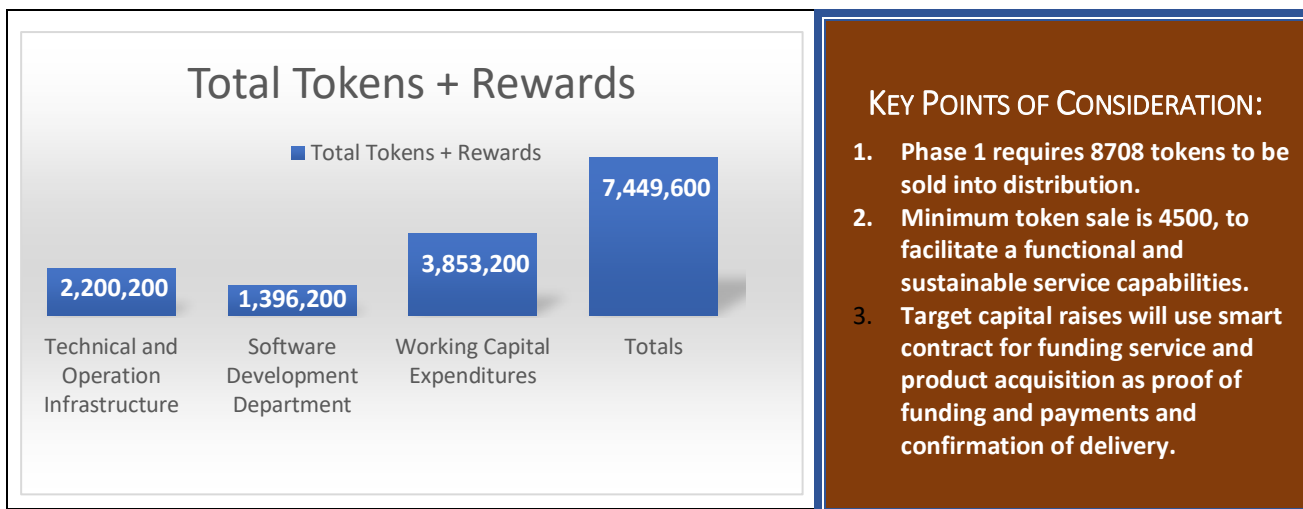 Total Tokens + Rewards
Total Tokens + Rewards
2,200,200
1,396,200
3,853,200
7,449,600
Technical and
Operation
Infrastructure
Software
Development
Department
Working Capital
Expenditures
Totals
KEY POINTS OF CONSIDERATION:
1. Phase 1 requires 8708 tokens to be
sold into distribution.
2. Minimum token sale is 4500, to
facilitate a functional and
sustainable service capabilities.
3. Target capital raises will use smart
contract for funding service and
product acquisition as proof of
funding and payments and
confirmation of delivery.